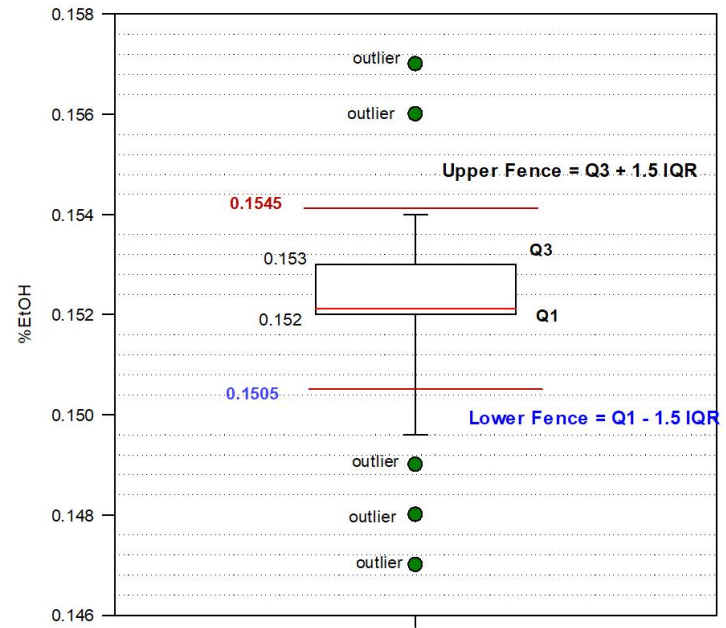 0.158
outlier
0.156
outlier
Upper Fence = Q3 + 1.5 IQR
0.1545
0.154
Q3
0.153
%EtOH
0.152
0.152
Q1
0.1505
0.150
Lower Fence = Q1 - 1.5 IQR
outlier
0.148
outlier
outlier
0.146